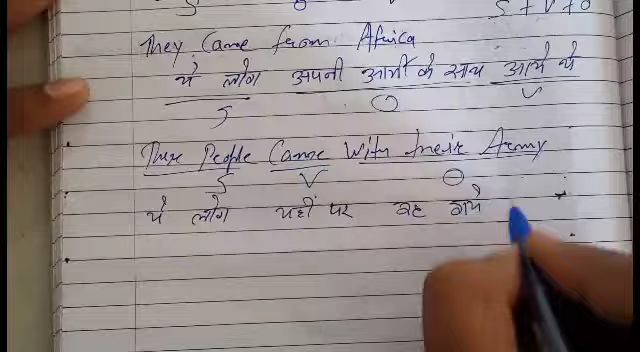 S + V + O
They Came from Africa
ये लोग अपनी आर्मी के साथ आये थे
S O V
These People Came With their Army
S V O
ये लोग यहीं पर रह गये